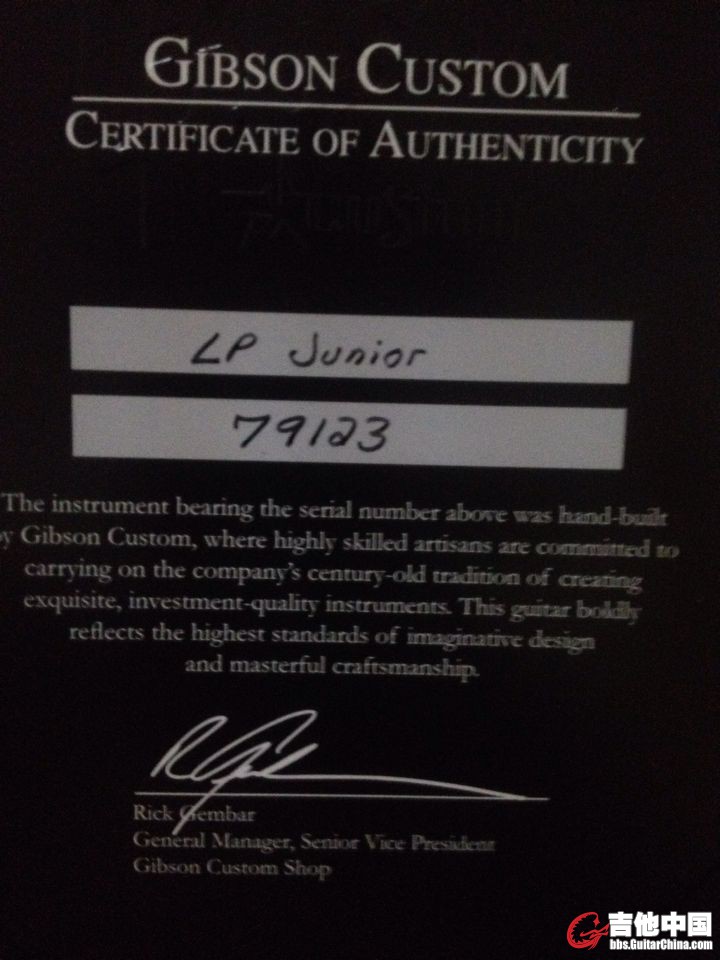 GIBSON CUSTOM
CERTIFICATE OF AUTHENTICITY
LP Junior
79123
The instrument bearing the serial number above was hand-built
by Gibson Custom, where highly skilled artisans are committed to
carrying on the company's century-old tradition of creating
exquisite, investment-quality instruments. This guitar boldly
reflects the highest standards of imaginative design
and masterful craftsmanship.
Rick Gembar
General Manager, Senior Vice President
Gibson Custom Shop
吉他中国
bbs.GuitarChina.com